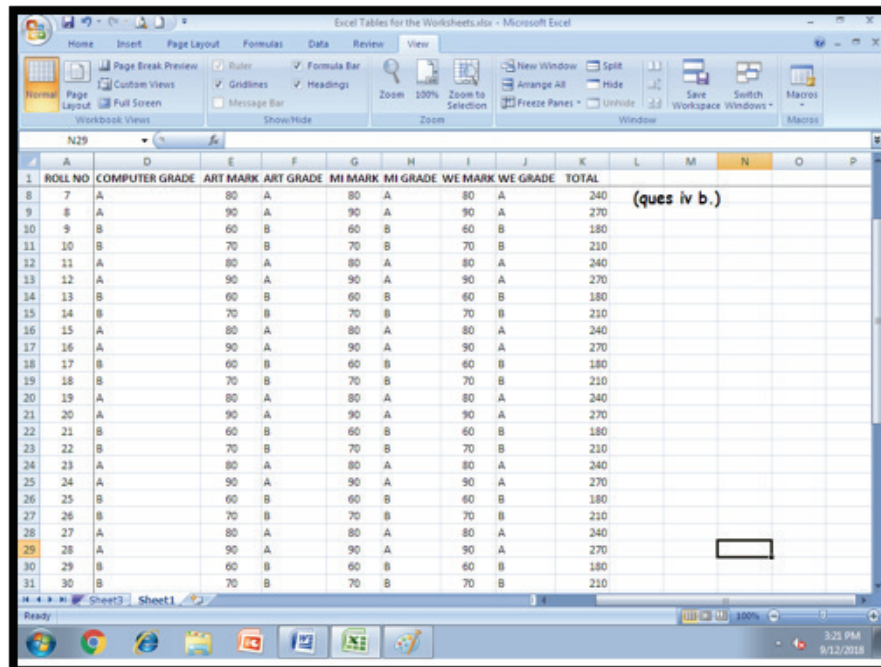 Excel Tables for the Worksheets.xlsx - Microsoft Excel
Home Insert Page Layout Formulas Data Review View
Normal Page Layout Page Break Preview Custom Views Full Screen
Workbook Views
Ruler Formula Bar
Gridlines Headings
Message Bar
Show/Hide
Zoom 100% Zoom to Selection
Zoom
New Window Split
Arrange All Hide
Freeze Panes Unhide
Save Workspace Switch Windows
Window
Macros
Macros
N29 fx
A D E F G H I J K L M N O P
1 ROLL NO COMPUTER GRADE ART MARK ART GRADE MI MARK MI GRADE WE MARK WE GRADE TOTAL
8 7 A 80 A 80 A 80 A 240 (ques iv b.)
9 8 A 90 A 90 A 90 A 270
10 9 B 60 B 60 B 60 B 180
11 10 B 70 B 70 B 70 B 210
12 11 A 80 A 80 A 80 A 240
13 12 A 90 A 90 A 90 A 270
14 13 B 60 B 60 B 60 B 180
15 14 B 70 B 70 B 70 B 210
16 15 A 80 A 80 A 80 A 240
17 16 A 90 A 90 A 90 A 270
18 17 B 60 B 60 B 60 B 180
19 18 B 70 B 70 B 70 B 210
20 19 A 80 A 80 A 80 A 240
21 20 A 90 A 90 A 90 A 270
22 21 B 60 B 60 B 60 B 180
23 22 B 70 B 70 B 70 B 210
24 23 A 80 A 80 A 80 A 240
25 24 A 90 A 90 A 90 A 270
26 25 B 60 B 60 B 60 B 180
27 26 B 70 B 70 B 70 B 210
28 27 A 80 A 80 A 80 A 240
29 28 A 90 A 90 A 90 A 270
30 29 B 60 B 60 B 60 B 180
31 30 B 70 B 70 B 70 B 210
Sheet3 Sheet1
Ready 100%
3:21 PM
9/12/2018